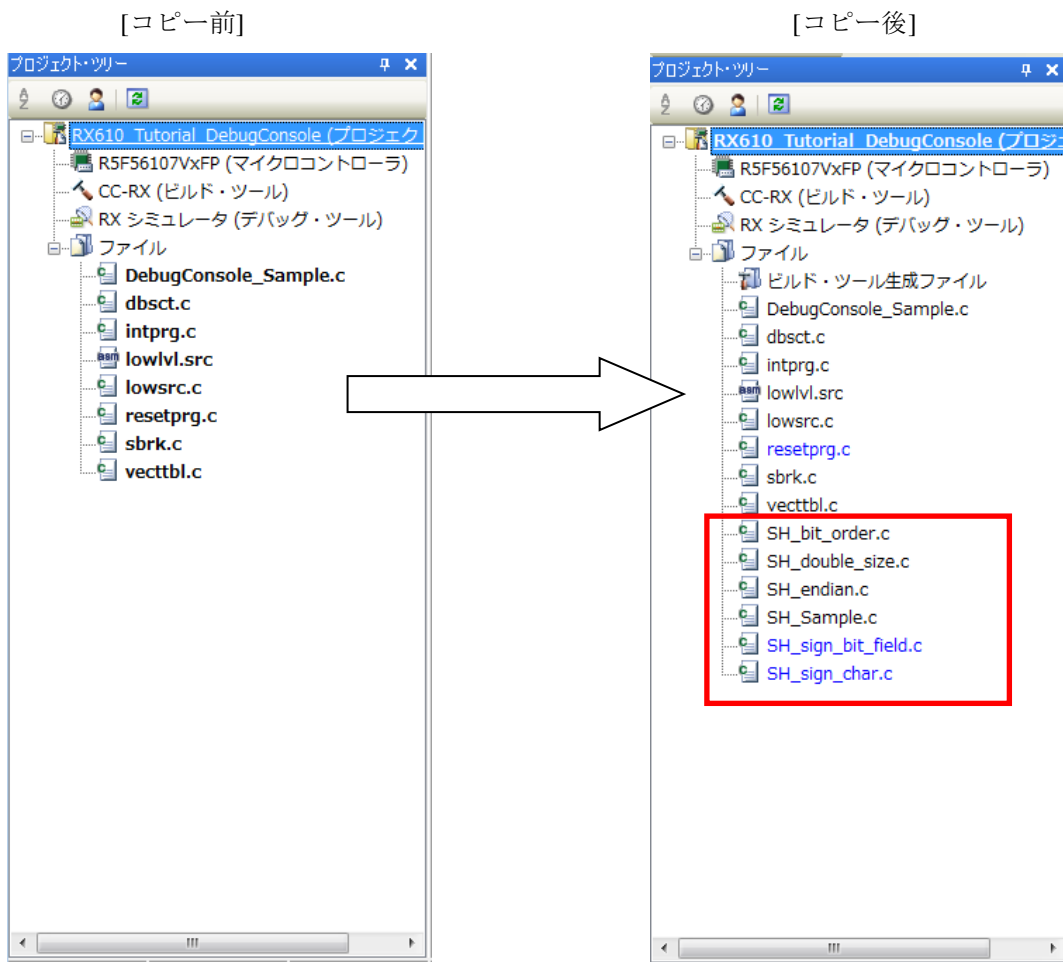 [コピー前]
プロジェクト・ツリー
RX610_Tutorial_DebugConsole (プロジェク
R5F56107VxFP (マイクロコントローラ)
CC-RX (ビルド・ツール)
RX シミュレータ (デバッグ・ツール)
ファイル
DebugConsole_Sample.c
dbsct.c
intprg.c
lowlvl.src
lowsrc.c
resetprg.c
sbrk.c
vecttbl.c
[コピー後]
プロジェクト・ツリー
RX610_Tutorial_DebugConsole (プロジェ
R5F56107VxFP (マイクロコントローラ)
CC-RX (ビルド・ツール)
RX シミュレータ (デバッグ・ツール)
ファイル
ビルド・ツール生成ファイル
DebugConsole_Sample.c
dbsct.c
intprg.c
lowlvl.src
lowsrc.c
resetprg.c
sbrk.c
vecttbl.c
SH_bit_order.c
SH_double_size.c
SH_endian.c
SH_Sample.c
SH_sign_bit_field.c
SH_sign_char.c